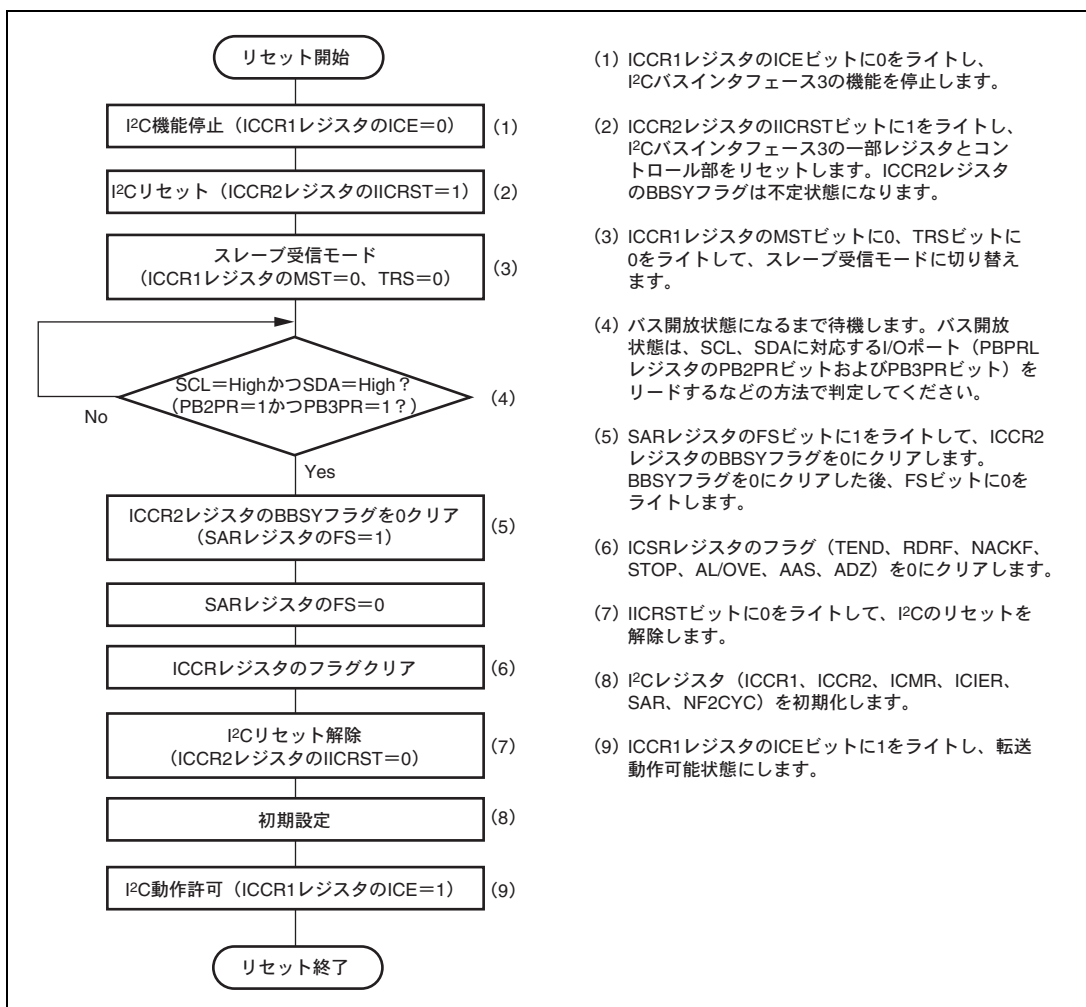 リセット開始
I²C機能停止（ICCR1レジスタのICE＝0）
(1)
I²Cリセット（ICCR2レジスタのIICRST＝1）
(2)
スレーブ受信モード
（ICCR1レジスタのMST＝0、TRS＝0）
(3)
SCL＝HighかつSDA＝High？
（PB2PR＝1かつPB3PR＝1？）
(4)
No
Yes
ICCR2レジスタのBBSYフラグを0クリア
（SARレジスタのFS＝1）
(5)
SARレジスタのFS＝0
ICCRレジスタのフラグクリア
(6)
I²Cリセット解除
（ICCR2レジスタのIICRST＝0）
(7)
初期設定
(8)
I²C動作許可（ICCR1レジスタのICE＝1）
(9)
リセット終了
(1) ICCR1レジスタのICEビットに0をライトし、
I²Cバスインタフェース3の機能を停止します。
(2) ICCR2レジスタのIICRSTビットに1をライトし、
I²Cバスインタフェース3の一部レジスタとコント
ロール部をリセットします。ICCR2レジスタ
のBBSYフラグは不定状態になります。
(3) ICCR1レジスタのMSTビットに0、TRSビットに
0をライトして、スレーブ受信モードに切り替え
ます。
(4) バス開放状態になるまで待機します。バス開放
状態は、SCL、SDAに対応するI/Oポート（PBPRL
レジスタのPB2PRビットおよびPB3PRビット）を
リードするなどの方法で判定してください。
(5) SARレジスタのFSビットに1をライトして、ICCR2
レジスタのBBSYフラグを0にクリアします。
BBSYフラグを0にクリアした後、FSビットに0を
ライトします。
(6) ICSRレジスタのフラグ（TEND、RDRF、NACKF、
STOP、AL/OVE、AAS、ADZ）を0にクリアします。
(7) IICRSTビットに0をライトして、I²Cのリセットを
解除します。
(8) I²Cレジスタ（ICCR1、ICCR2、ICMR、ICIER、
SAR、NF2CYC）を初期化します。
(9) ICCR1レジスタのICEビットに1をライトし、転送
動作可能状態にします。